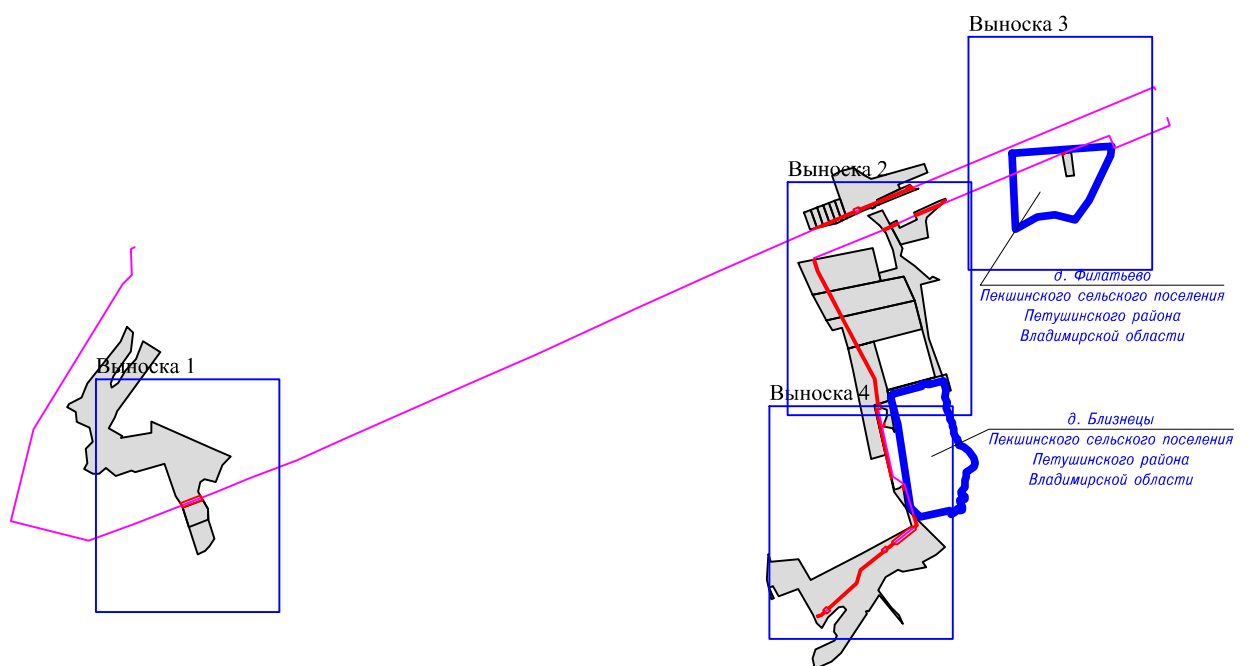 Выноска 3
Выноска 2
д. Филатьево
Пекшинского сельского поселения
Петушинского района
Владимирской области
Выноска 1
Выноска 4
д. Близнецы
Пекшинского сельского поселения
Петушинского района
Владимирской области